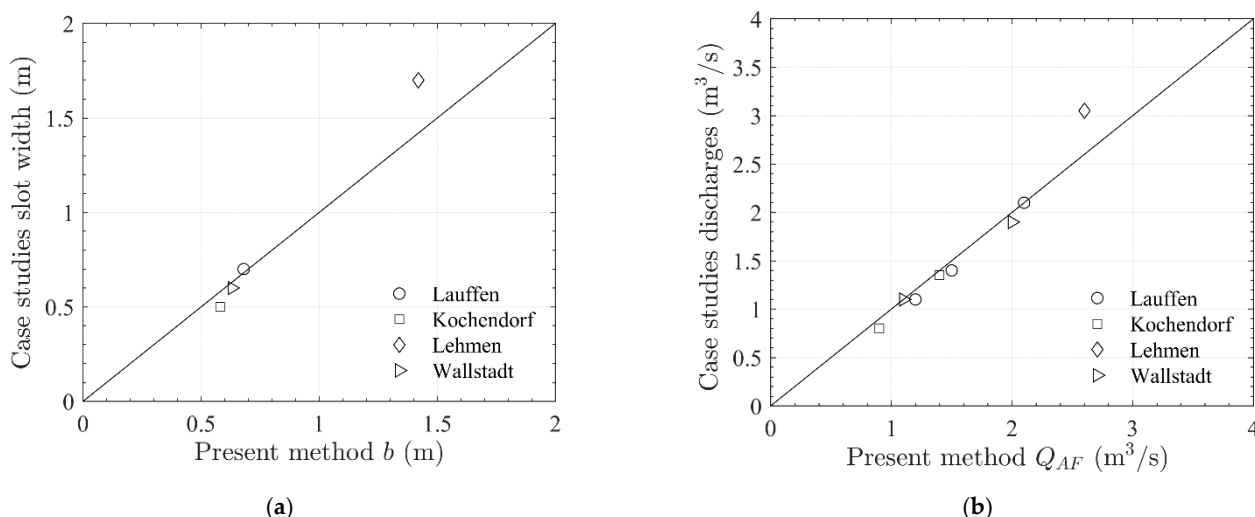 2
1.5
1
0.5
0
0
0.5
1
1.5
2
Case studies slot width (m)
Present method b (m)
Lauffen
Kochendorf
Lehmen
Wallstadt
(a)
4
3.5
3
2.5
2
1.5
1
0.5
0
0
1
2
3
4
Case studies discharges (m³/s)
Present method Q_AF (m³/s)
Lauffen
Kochendorf
Lehmen
Wallstadt
(b)